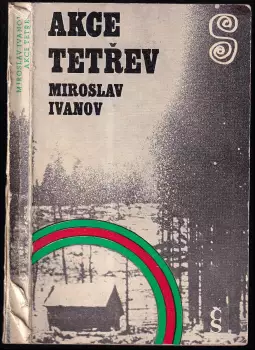 AKCE
TETŘEV
MIROSLAV
IVANOV
MIROSLAV IVANOV
AKCE TETŘEV
Š